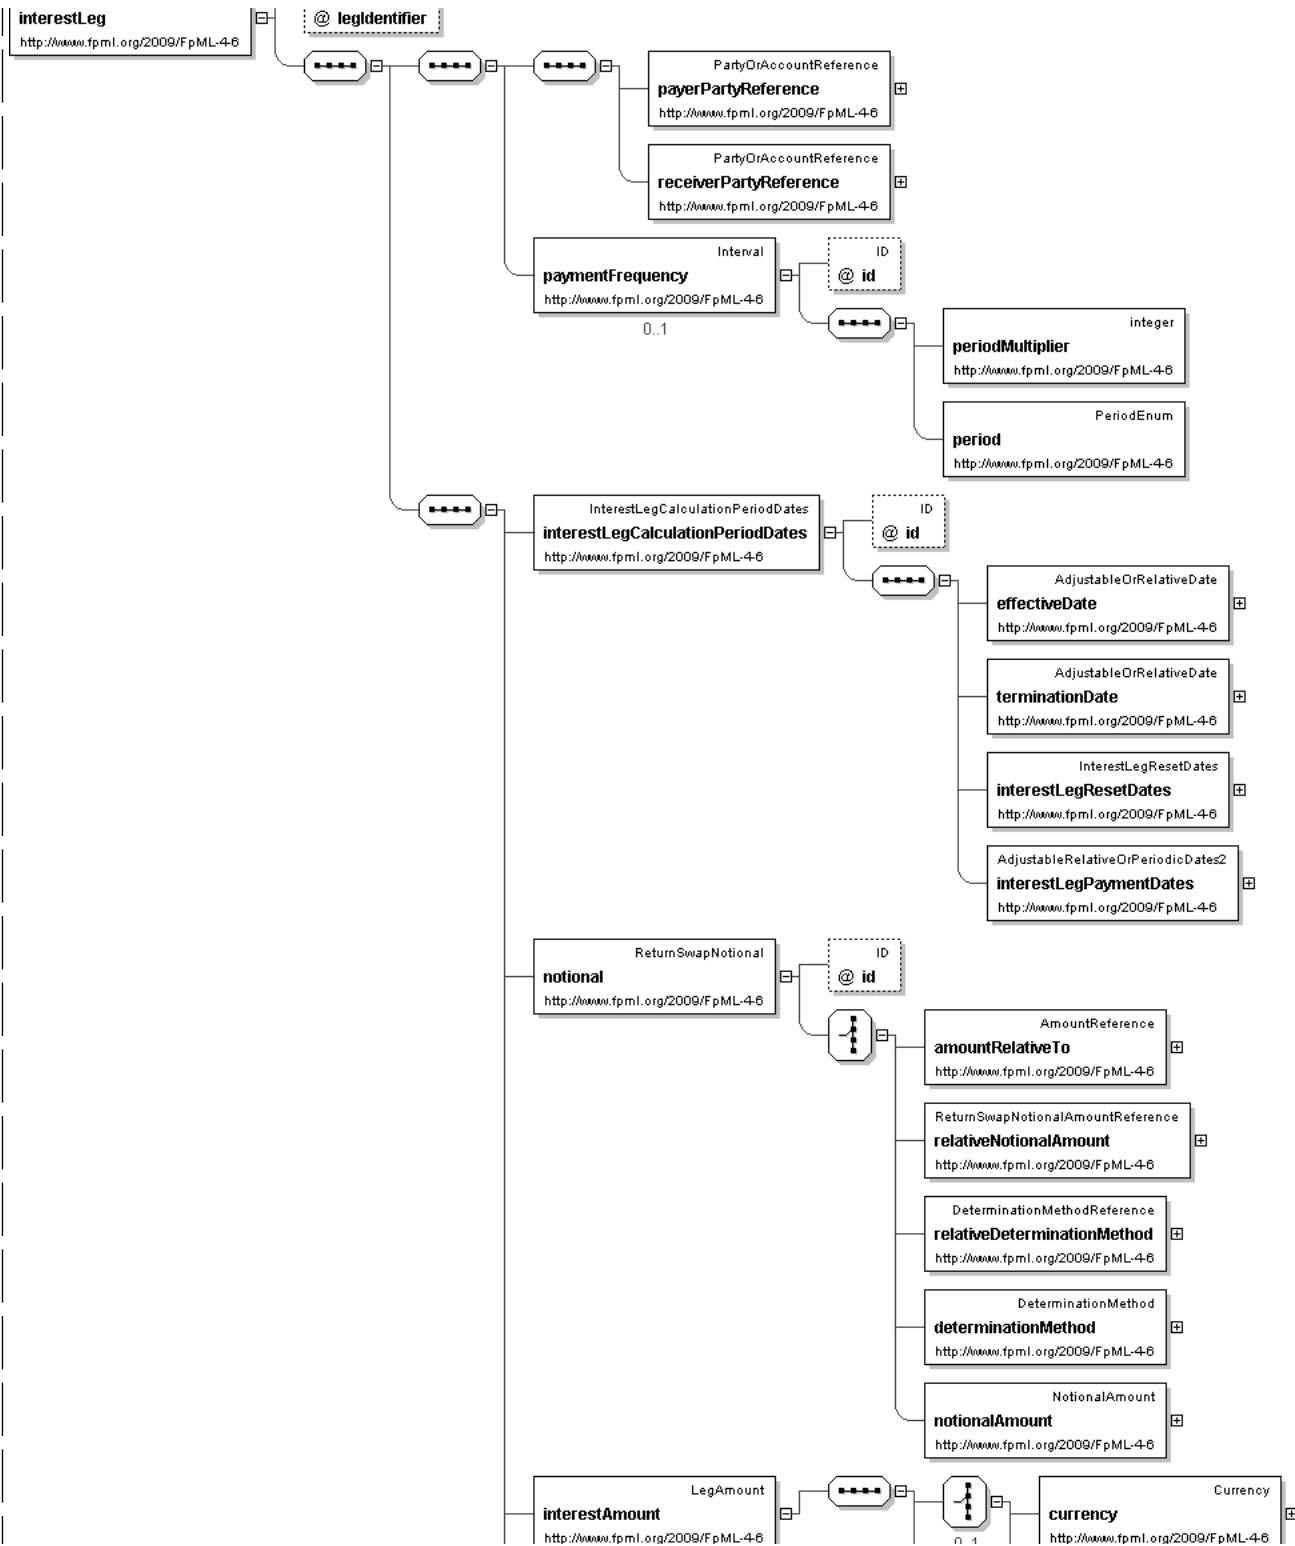 interestLeg
http://www.fpml.org/2009/FpML-4-6
@ legIdentifier
PartyOrAccountReference
payerPartyReference
http://www.fpml.org/2009/FpML-4-6
PartyOrAccountReference
receiverPartyReference
http://www.fpml.org/2009/FpML-4-6
Interval
paymentFrequency
http://www.fpml.org/2009/FpML-4-6
0..1
ID
@ id
integer
periodMultiplier
http://www.fpml.org/2009/FpML-4-6
PeriodEnum
period
http://www.fpml.org/2009/FpML-4-6
InterestLegCalculationPeriodDates
interestLegCalculationPeriodDates
http://www.fpml.org/2009/FpML-4-6
ID
@ id
AdjustableOrRelativeDate
effectiveDate
http://www.fpml.org/2009/FpML-4-6
AdjustableOrRelativeDate
terminationDate
http://www.fpml.org/2009/FpML-4-6
InterestLegResetDates
interestLegResetDates
http://www.fpml.org/2009/FpML-4-6
AdjustableRelativeOrPeriodicDates2
interestLegPaymentDates
http://www.fpml.org/2009/FpML-4-6
ReturnSwapNotional
notional
http://www.fpml.org/2009/FpML-4-6
ID
@ id
AmountReference
amountRelativeTo
http://www.fpml.org/2009/FpML-4-6
ReturnSwapNotionalAmountReference
relativeNotionalAmount
http://www.fpml.org/2009/FpML-4-6
DeterminationMethodReference
relativeDeterminationMethod
http://www.fpml.org/2009/FpML-4-6
DeterminationMethod
determinationMethod
http://www.fpml.org/2009/FpML-4-6
NotionalAmount
notionalAmount
http://www.fpml.org/2009/FpML-4-6
LegAmount
interestAmount
http://www.fpml.org/2009/FpML-4-6
0..1
Currency
currency
http://www.fpml.org/2009/FpML-4-6